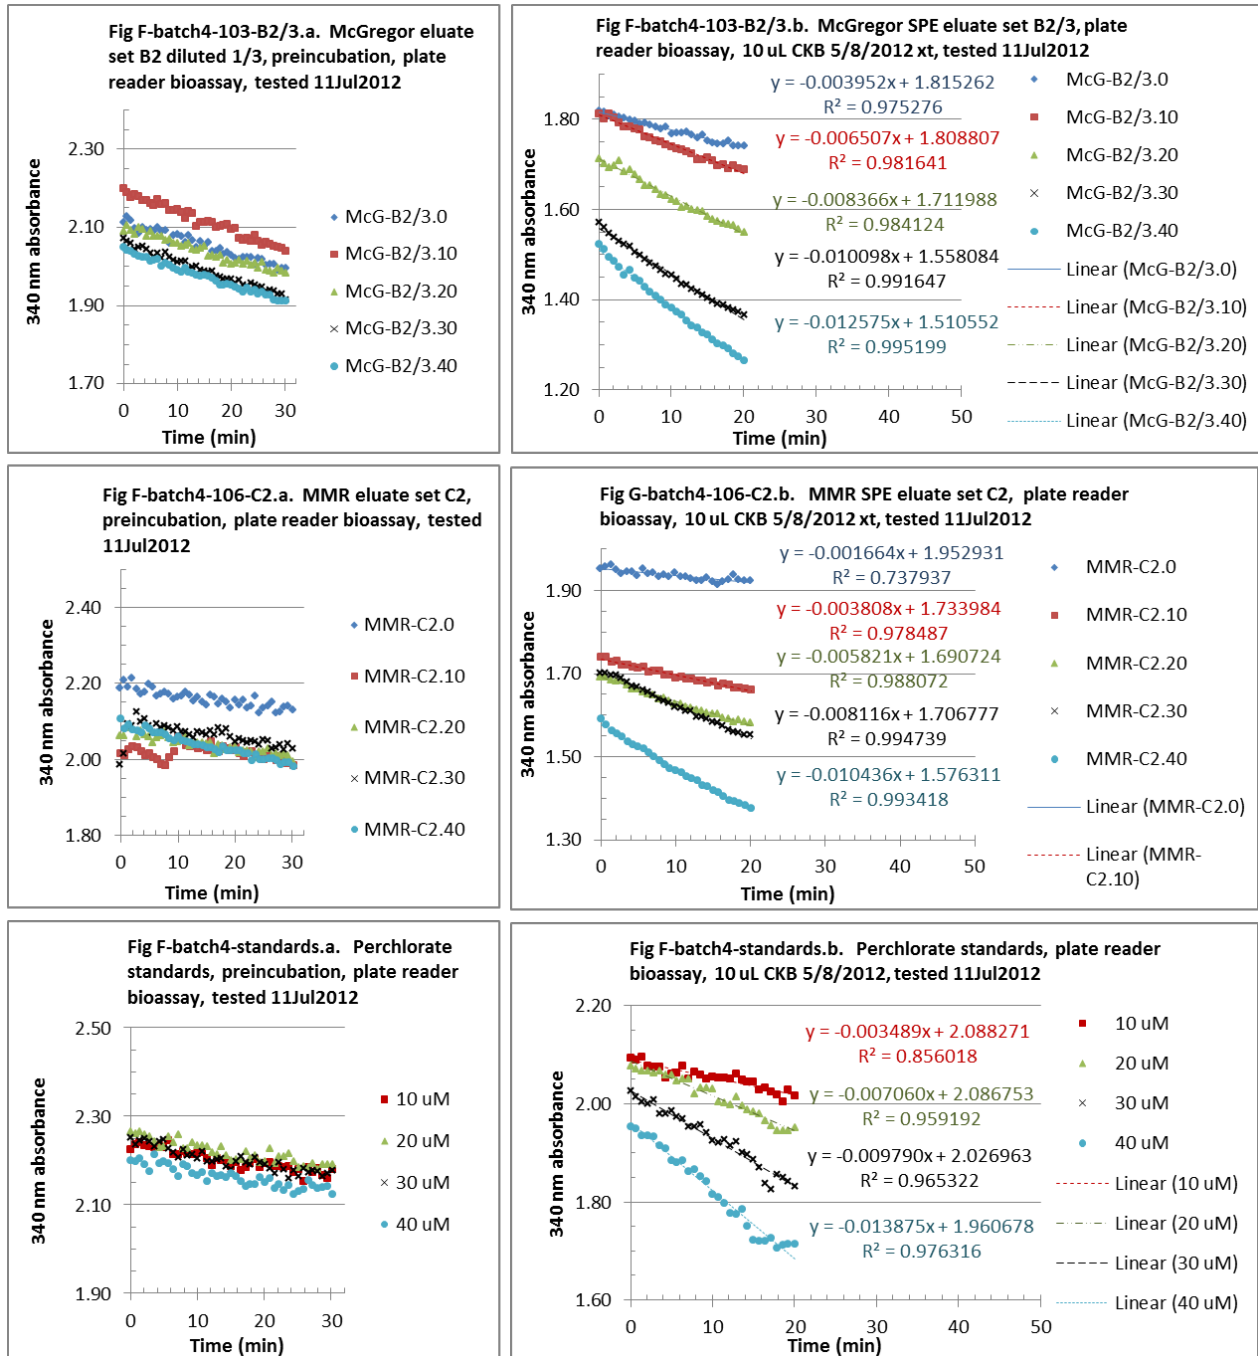 Fig F-batch4-103-B2/3.a. McGregor eluate
set B2 diluted 1/3, preincubation, plate
reader bioassay, tested 11Jul2012
340 nm absorbance
2.30
2.10
1.90
1.70
0 10 20 30
Time (min)
McG-B2/3.0
McG-B2/3.10
McG-B2/3.20
McG-B2/3.30
McG-B2/3.40
Fig F-batch4-103-B2/3.b. McGregor SPE eluate set B2/3, plate
reader bioassay, 10 uL CKB 5/8/2012 xt, tested 11Jul2012
340 nm absorbance
1.80
1.60
1.40
1.20
0 10 20 30 40 50
Time (min)
y = -0.003952x + 1.815262
R² = 0.975276
y = -0.006507x + 1.808807
R² = 0.981641
y = -0.008366x + 1.711988
R² = 0.984124
y = -0.010098x + 1.558084
R² = 0.991647
y = -0.012575x + 1.510552
R² = 0.995199
McG-B2/3.0
McG-B2/3.10
McG-B2/3.20
McG-B2/3.30
McG-B2/3.40
Linear (McG-B2/3.0)
Linear (McG-B2/3.10)
Linear (McG-B2/3.20)
Linear (McG-B2/3.30)
Linear (McG-B2/3.40)
Fig F-batch4-106-C2.a. MMR eluate set C2,
preincubation, plate reader bioassay, tested
11Jul2012
340 nm absorbance
2.40
2.20
2.00
1.80
0 10 20 30
Time (min)
MMR-C2.0
MMR-C2.10
MMR-C2.20
MMR-C2.30
MMR-C2.40
Fig G-batch4-106-C2.b. MMR SPE eluate set C2, plate reader
bioassay, 10 uL CKB 5/8/2012 xt, tested 11Jul2012
340 nm absorbance
1.90
1.70
1.50
1.30
0 10 20 30 40 50
Time (min)
y = -0.001664x + 1.952931
R² = 0.737937
y = -0.003808x + 1.733984
R² = 0.978487
y = -0.005821x + 1.690724
R² = 0.988072
y = -0.008116x + 1.706777
R² = 0.994739
y = -0.010436x + 1.576311
R² = 0.993418
MMR-C2.0
MMR-C2.10
MMR-C2.20
MMR-C2.30
MMR-C2.40
Linear (MMR-C2.0)
Linear (MMR-
C2.10)
Fig F-batch4-standards.a. Perchlorate
standards, preincubation, plate reader
bioassay, tested 11Jul2012
340 nm absorbance
2.50
2.30
2.10
1.90
0 10 20 30
Time (min)
10 uM
20 uM
30 uM
40 uM
Fig F-batch4-standards.b. Perchlorate standards, plate reader
bioassay, 10 uL CKB 5/8/2012, tested 11Jul2012
340 nm absorbance
2.20
2.00
1.80
1.60
0 10 20 30 40 50
Time (min)
y = -0.003489x + 2.088271
R² = 0.856018
y = -0.007060x + 2.086753
R² = 0.959192
y = -0.009790x + 2.026963
R² = 0.965322
y = -0.013875x + 1.960678
R² = 0.976316
10 uM
20 uM
30 uM
40 uM
Linear (10 uM)
Linear (20 uM)
Linear (30 uM)
Linear (40 uM)